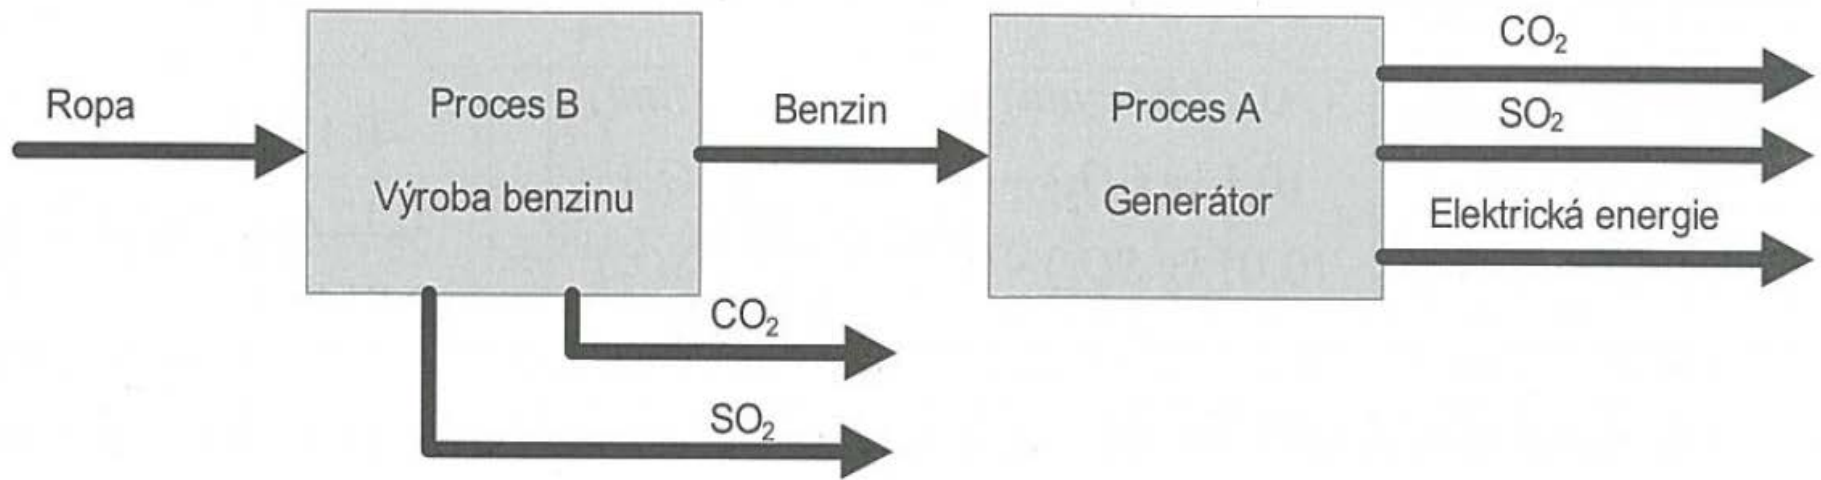 Ropa
Proces B
Výroba benzinu
Benzin
Proces A
Generátor
CO₂
SO₂
Elektrická energie
CO₂
SO₂